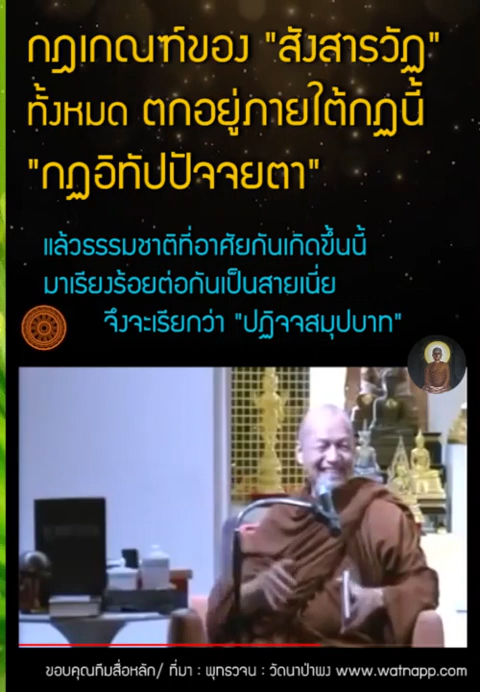 กฎเกณฑ์ของ "สังสารวัฏ"
ทั้งหมด ตกอยู่ภายใต้กฎนี้
"กฎอิทัปปัจจยตา"
แล้วธรรมชาติที่อาศัยกันเกิดขึ้นนี้
มาเรียงร้อยต่อกันเป็นสายเนี่ย
จึงจะเรียกว่า "ปฏิจจสมุปบาท"
ขอบคุณทีมสื่อหลัก/ ที่มา : พุทธวจน : วัดนาป่าพง www.watnapp.com